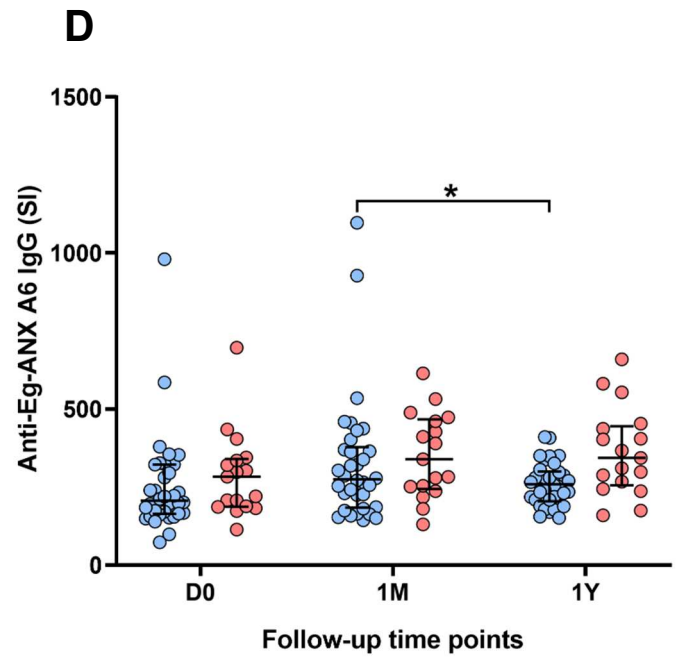 D
1500
1000
500
0
Anti-Eg-ANX A6 IgG (SI)
*
D0
1M
1Y
Follow-up time points